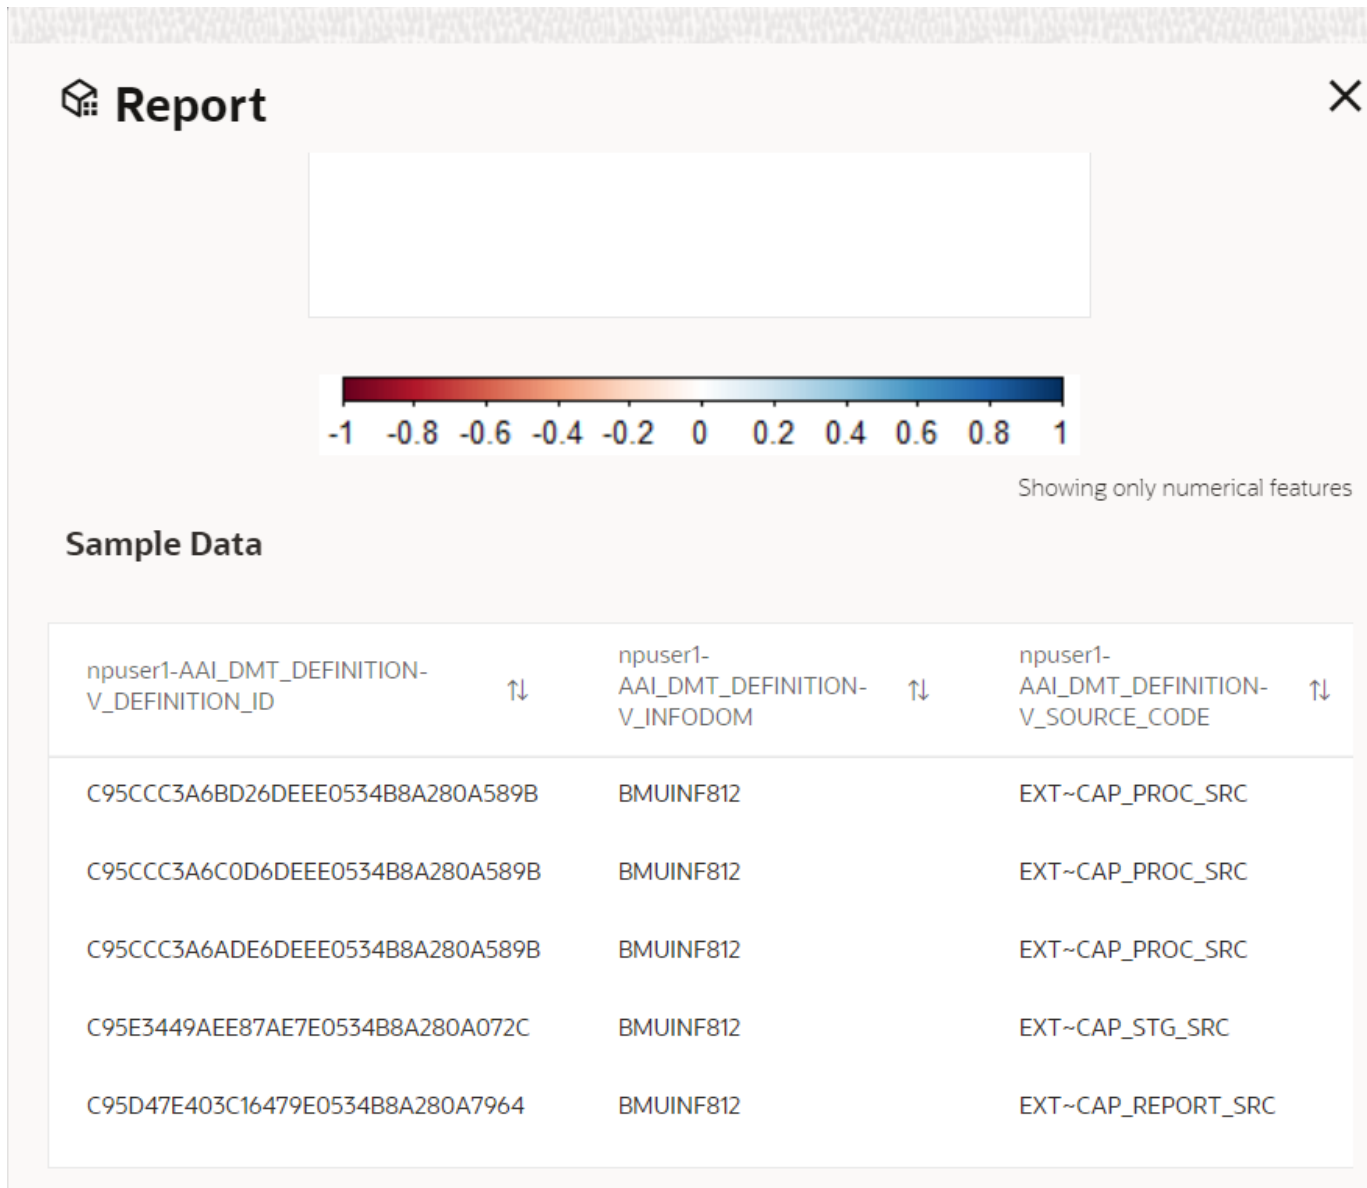 Report
-1 -0.8 -0.6 -0.4 -0.2 0 0.2 0.4 0.6 0.8 1
Showing only numerical features
Sample Data
npuser1-AAI_DMT_DEFINITION-
V_DEFINITION_ID
npuser1-
AAI_DMT_DEFINITION-
V_INFODOM
npuser1-
AAI_DMT_DEFINITION-
V_SOURCE_CODE
C95CCC3A6BD26DEEE0534B8A280A589B BMUINF812 EXT~CAP_PROC_SRC
C95CCC3A6C0D6DEEE0534B8A280A589B BMUINF812 EXT~CAP_PROC_SRC
C95CCC3A6ADE6DEEE0534B8A280A589B BMUINF812 EXT~CAP_PROC_SRC
C95E3449AEE87AE7E0534B8A280A072C BMUINF812 EXT~CAP_STG_SRC
C95D47E403C16479E0534B8A280A7964 BMUINF812 EXT~CAP_REPORT_SRC